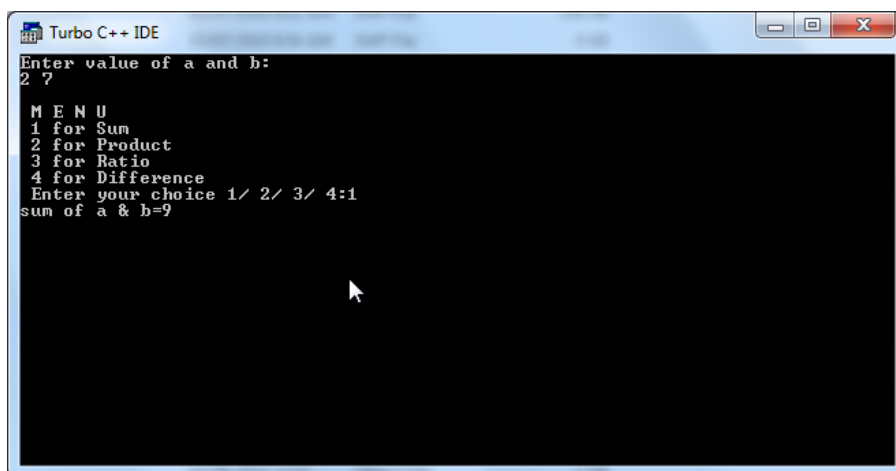 Turbo C++ IDE
Enter value of a and b:
2 7
M E N U
1 for Sum
2 for Product
3 for Ratio
4 for Difference
Enter your choice 1/ 2/ 3/ 4:1
sum of a & b=9